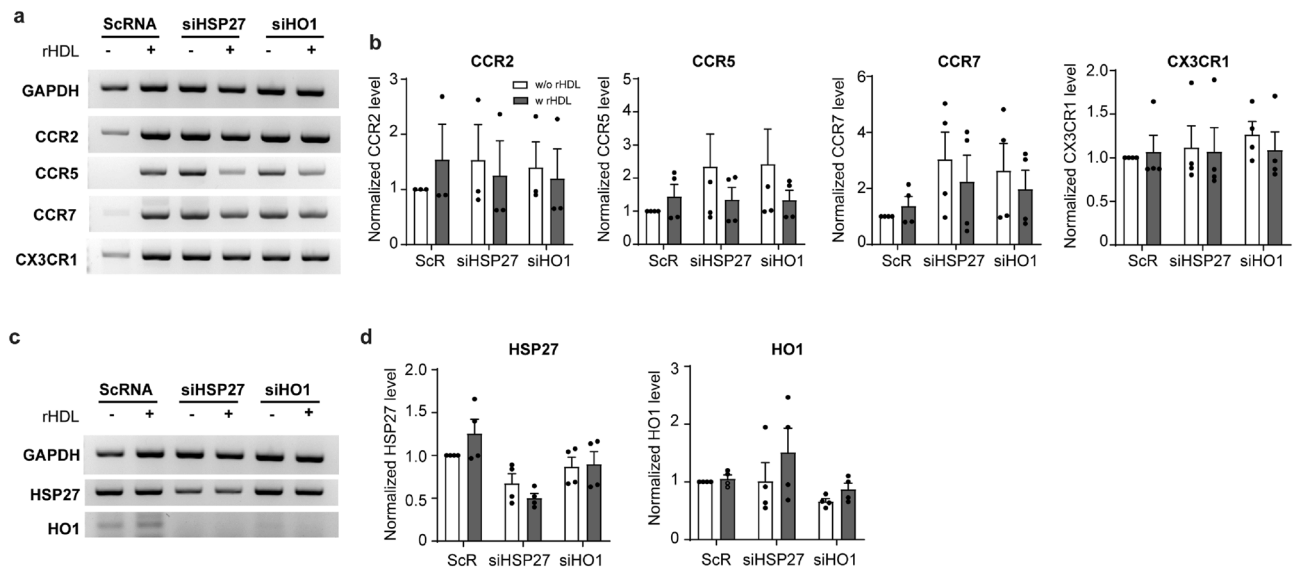 a
ScRNA siHSP27 siHO1
rHDL - + - + - +
GAPDH
CCR2
CCR5
CCR7
CX3CR1
b
CCR2
Normalized CCR2 level
3
2
1
0
w/o rHDL
w rHDL
ScR siHSP27 siHO1
CCR5
Normalized CCR5 level
5
4
3
2
1
0
ScR siHSP27 siHO1
CCR7
Normalized CCR7 level
6
4
2
0
ScR siHSP27 siHO1
CX3CR1
Normalized CX3CR1 level
2.0
1.5
1.0
0.5
0
ScR siHSP27 siHO1
c
ScRNA siHSP27 siHO1
rHDL - + - + - +
GAPDH
HSP27
HO1
d
HSP27
Normalized HSP27 level
2.0
1.5
1.0
0.5
0
ScR siHSP27 siHO1
HO1
Normalized HO1 level
3
2
1
0
ScR siHSP27 siHO1